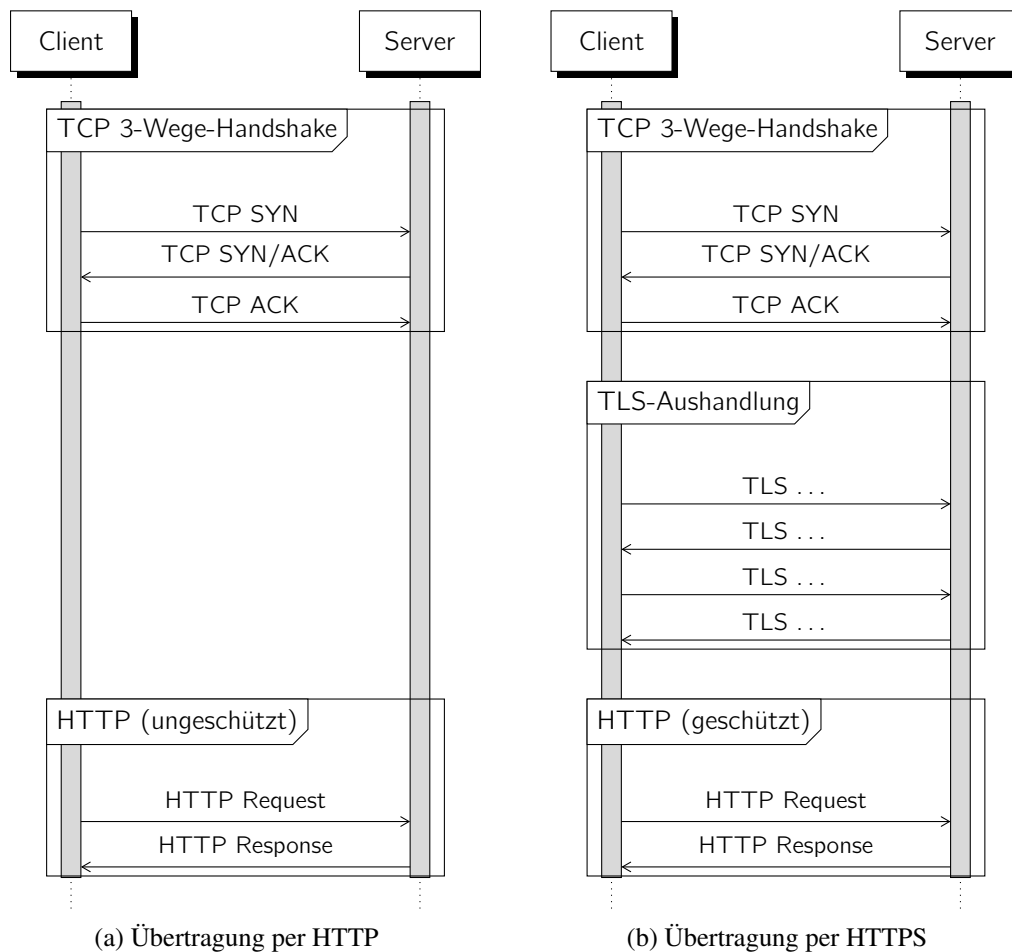 Client
Server
TCP 3-Wege-Handshake
TCP SYN
TCP SYN/ACK
TCP ACK
HTTP (ungeschützt)
HTTP Request
HTTP Response
(a) Übertragung per HTTP
Client
Server
TCP 3-Wege-Handshake
TCP SYN
TCP SYN/ACK
TCP ACK
TLS-Aushandlung
TLS ...
TLS ...
TLS ...
TLS ...
HTTP (geschützt)
HTTP Request
HTTP Response
(b) Übertragung per HTTPS